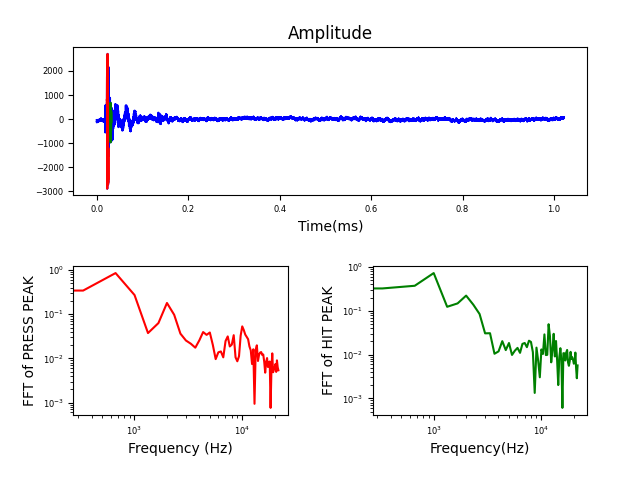 Amplitude
2000
1000
0
−1000
−2000
−3000
0.0 0.2 0.4 0.6 0.8 1.0
Time(ms)
FFT of PRESS PEAK
10⁰
10⁻¹
10⁻²
10⁻³
10³ 10⁴
Frequency (Hz)
FFT of HIT PEAK
10⁰
10⁻¹
10⁻²
10⁻³
10³ 10⁴
Frequency(Hz)